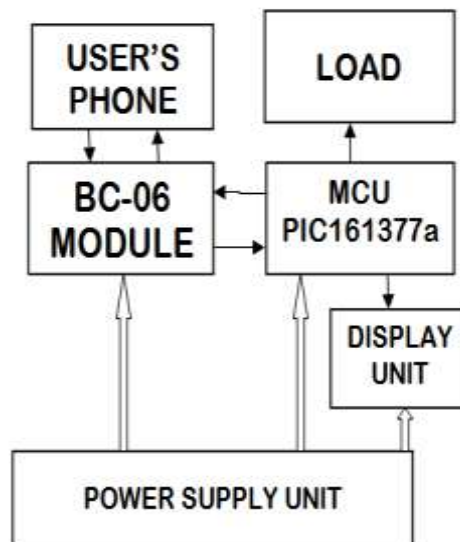 USER'S
PHONE
LOAD
BC-06
MODULE
MCU
PIC161377a
DISPLAY
UNIT
POWER SUPPLY UNIT